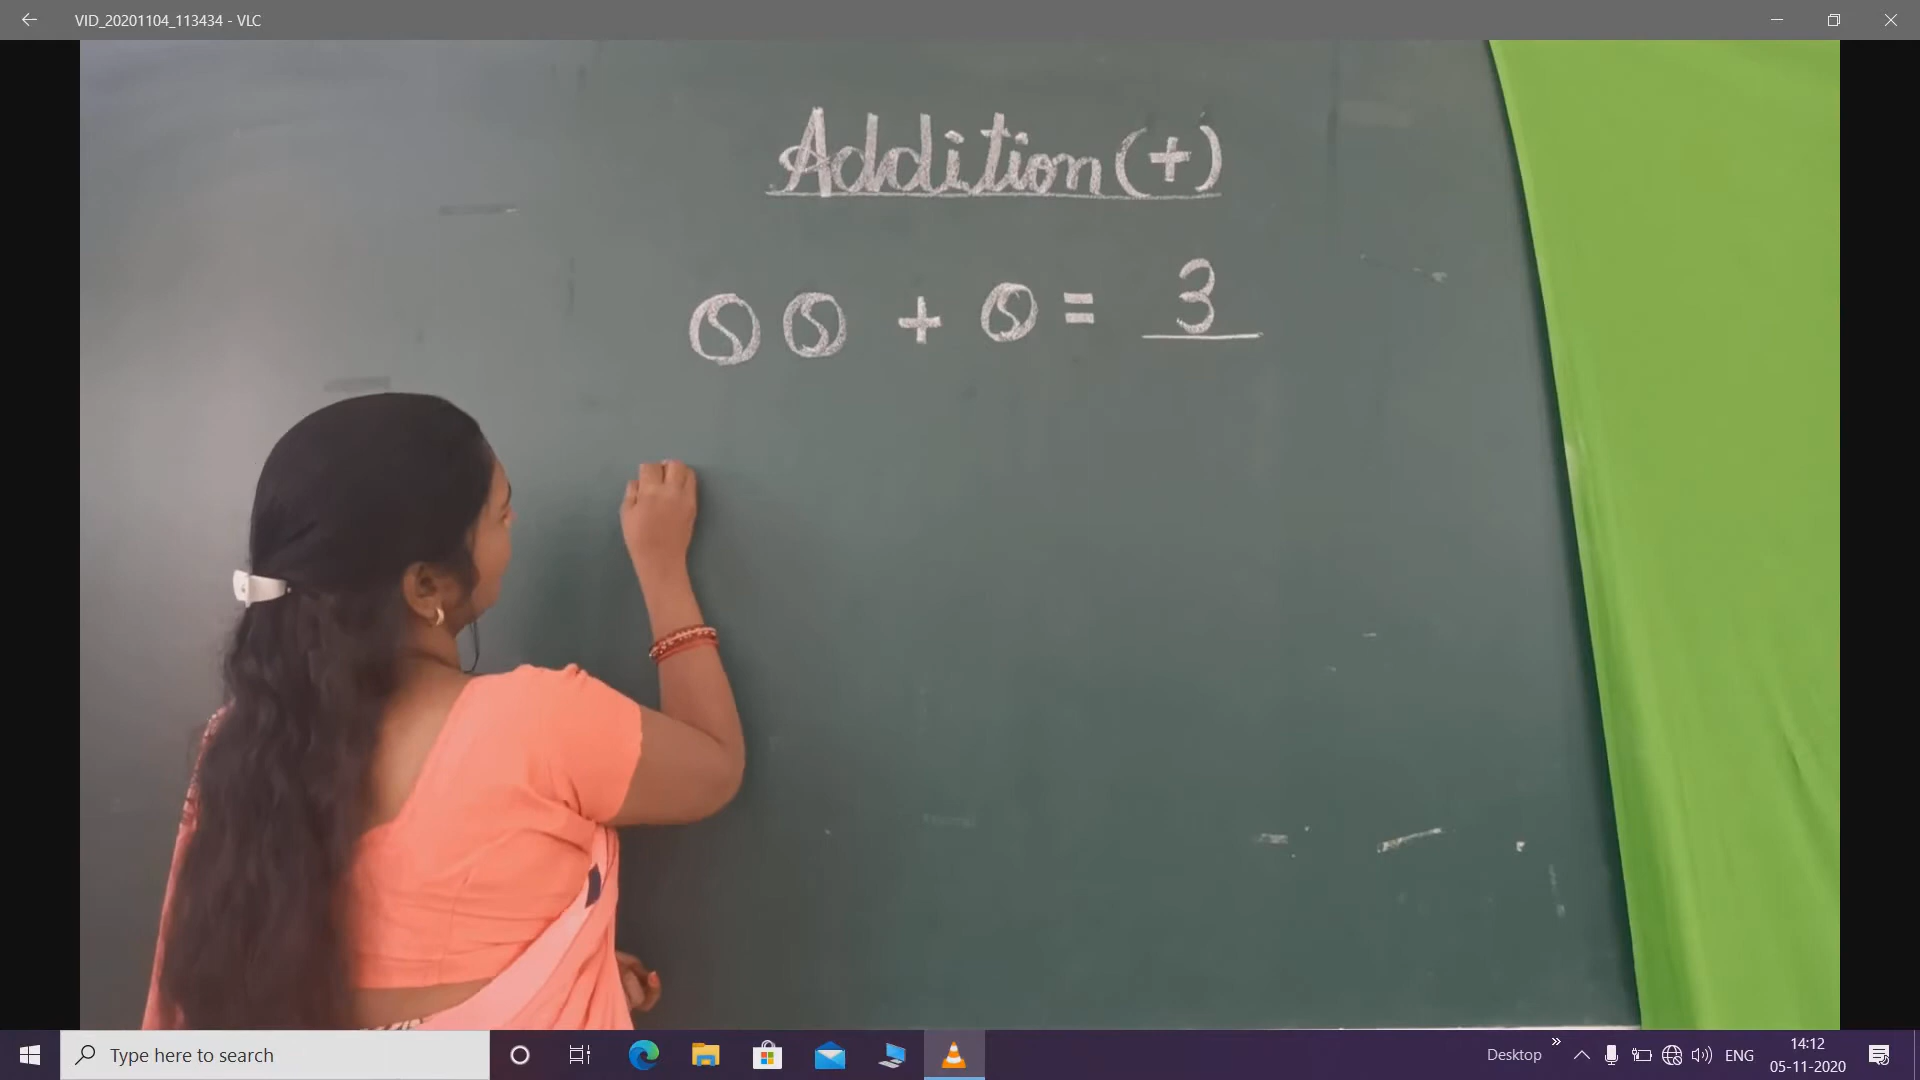 VID_20201104_113434 - VLC
Addition (+)
+ = 3
Type here to search
Desktop
ENG
14:12
05-11-2020